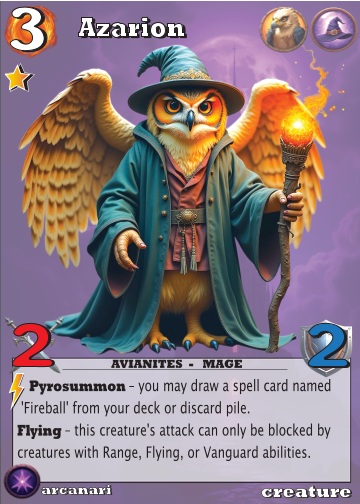 3 Azarion
2 2
AVIANITES - MAGE
Pyrosummon - you may draw a spell card named
'Fireball' from your deck or discard pile.
Flying - this creature's attack can only be blocked by
creatures with Range, Flying, or Vanguard abilities.
arcanari creature